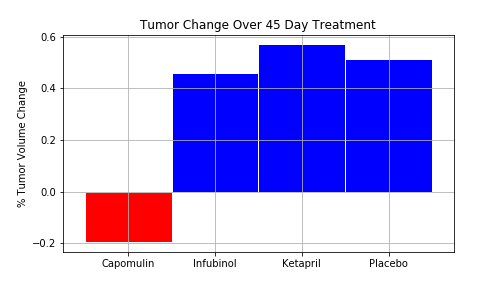 Tumor Change Over 45 Day Treatment
% Tumor Volume Change
0.6
0.4
0.2
0.0
−0.2
Capomulin Infubinol Ketapril Placebo